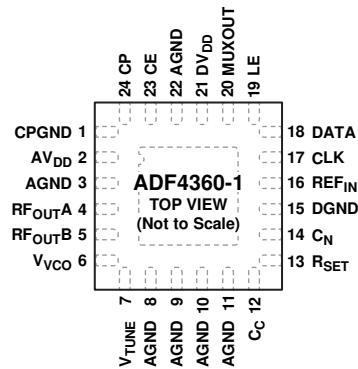 24 CP
23 CE
22 AGND
21 DVDD
20 MUXOUT
19 LE
CPGND 1
AVDD 2
AGND 3
RFOUTA 4
RFOUTB 5
VVCO 6
ADF4360-1
TOP VIEW
(Not to Scale)
18 DATA
17 CLK
16 REFIN
15 DGND
14 CN
13 RSET
VTUNE 7
AGND 8
AGND 9
AGND 10
AGND 11
CC 12